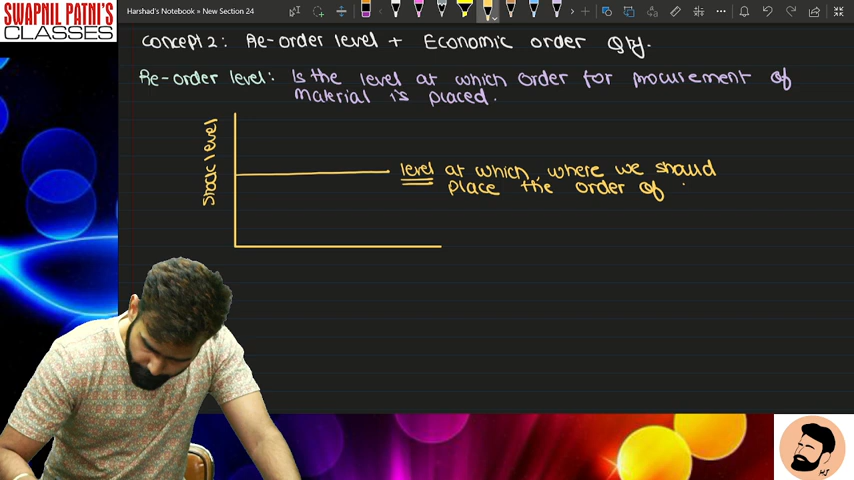 SWAPNIL PATNI'S
CLASSES
Harshad's Notebook » New Section 24
Concept 2: Re-order level + Economic order Qty.
Re-order level: Is the level at which order for procurement of
material is placed.
Stock level
level at which, where we should
place the order of
HJ